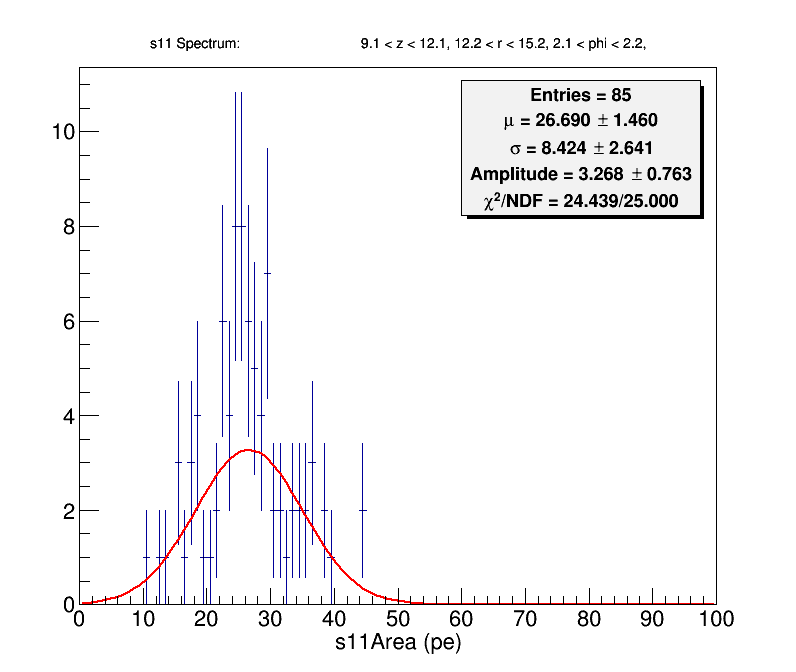 s11 Spectrum: 9.1 < z < 12.1, 12.2 < r < 15.2, 2.1 < phi < 2.2,
Entries = 85
μ = 26.690 ± 1.460
σ = 8.424 ± 2.641
Amplitude = 3.268 ± 0.763
χ²/NDF = 24.439/25.000
10
8
6
4
2
0
0 10 20 30 40 50 60 70 80 90 100
s11Area (pe)